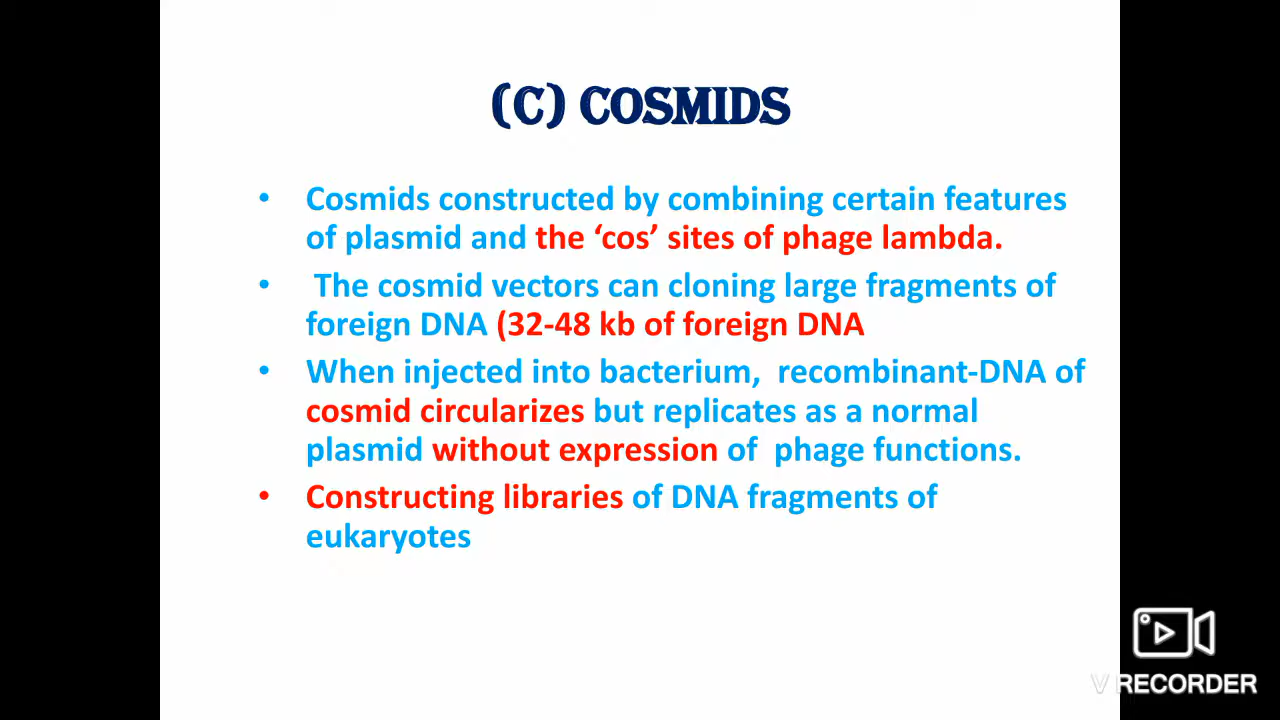 (C) COSMIDS
• Cosmids constructed by combining certain features
of plasmid and the ‘cos’ sites of phage lambda.
• The cosmid vectors can cloning large fragments of
foreign DNA (32-48 kb of foreign DNA
• When injected into bacterium, recombinant-DNA of
cosmid circularizes but replicates as a normal
plasmid without expression of phage functions.
• Constructing libraries of DNA fragments of
eukaryotes
V RECORDER